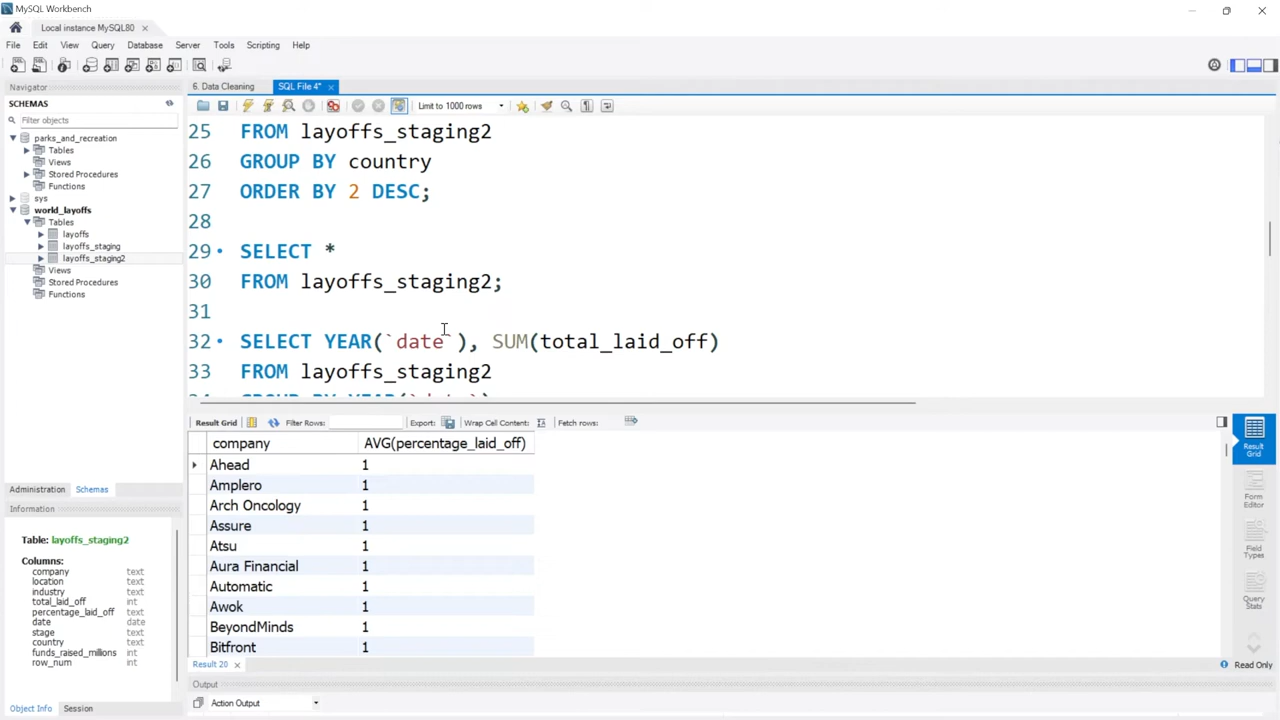 MySQL Workbench
Local instance MySQL80
File Edit View Query Database Server Tools Scripting Help
Navigator
SCHEMAS
Filter objects
parks_and_recreation
Tables
Views
Stored Procedures
Functions
sys
world_layoffs
Tables
layoffs
layoffs_staging
layoffs_staging2
Views
Stored Procedures
Functions
Administration Schemas
Information
Table: layoffs_staging2
Columns:
company text
location text
industry text
total_laid_off int
percentage_laid_off text
date date
stage text
country text
funds_raised_millions int
row_num int
Object Info Session
6. Data Cleaning SQL File 4*
Limit to 1000 rows
25 FROM layoffs_staging2
26 GROUP BY country
27 ORDER BY 2 DESC;
28
29 SELECT *
30 FROM layoffs_staging2;
31
32 SELECT YEAR(`date`), SUM(total_laid_off)
33 FROM layoffs_staging2
Result Grid Filter Rows: Export: Wrap Cell Content: Fetch rows:
company AVG(percentage_laid_off)
Ahead 1
Amplero 1
Arch Oncology 1
Assure 1
Atsu 1
Aura Financial 1
Automatic 1
Awok 1
BeyondMinds 1
Bitfront 1
Result 20
Output
Action Output
Result Grid
Form Editor
Field Types
Query Stats
Read Only